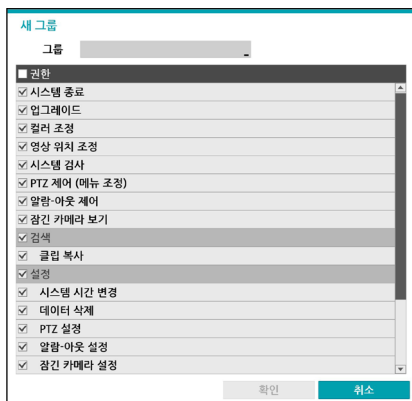 새 그룹
그룹
권한
시스템 종료
업그레이드
컬러 조정
영상 위치 조정
시스템 검사
PTZ 제어 (메뉴 조정)
알람-아웃 제어
잠긴 카메라 보기
검색
클립 복사
설정
시스템 시간 변경
데이터 삭제
PTZ 설정
알람-아웃 설정
잠긴 카메라 설정
확인 취소